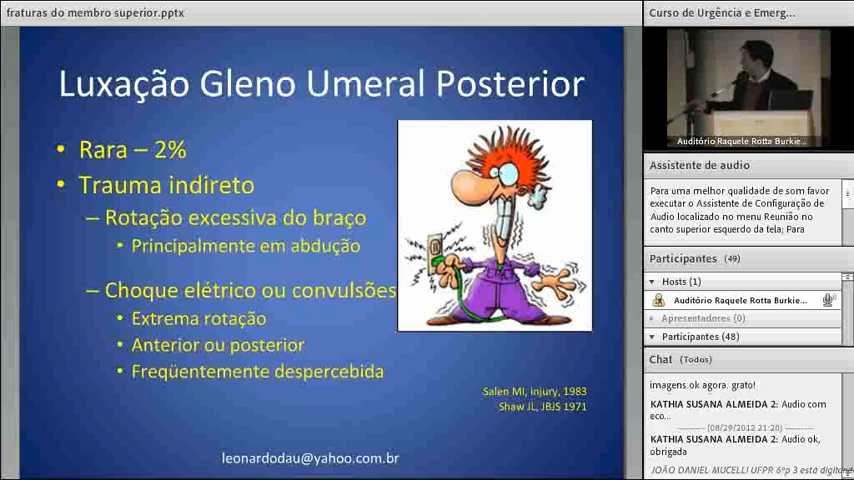 fraturas do membro superior.pptx
Luxação Gleno Umeral Posterior
• Rara – 2%
• Trauma indireto
– Rotação excessiva do braço
• Principalmente em abdução
– Choque elétrico ou convulsões
• Extrema rotação
• Anterior ou posterior
• Freqüentemente despercebida
Salen MI, injury, 1983
Shaw JL, JBJS 1971
leonardodau@yahoo.com.br
Curso de Urgência e Emerg...
Auditório Raquele Rotta Burkie...
Assistente de audio
Para uma melhor qualidade de som favor
executar o Assistente de Configuração de
Audio localizado no menu Reunião no
canto superior esquerdo da tela; Para
Participantes (49)
Hosts (1)
Auditório Raquele Rotta Burkie...
Apresentadores (0)
Participantes (48)
Chat (Todos)
imagens ok agora. grato!
KATHIA SUSANA ALMEIDA 2: Audio com
eco...
(08/29/2012 21:20)
KATHIA SUSANA ALMEIDA 2: Audio ok,
obrigada
JOÃO DANIEL MUCELLI UFPR 6ºp 3 está digitand